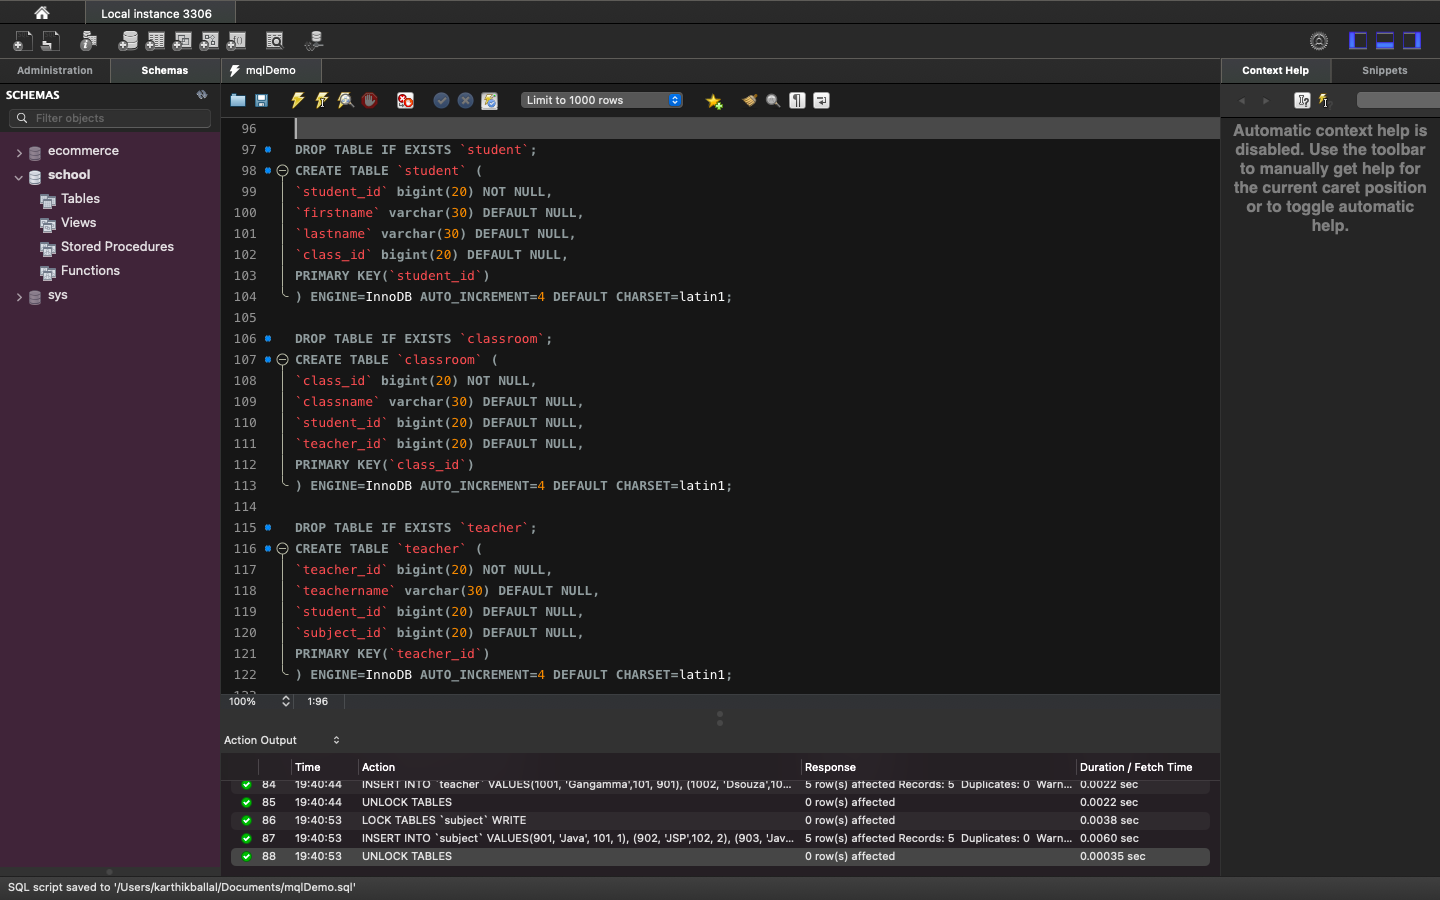 Local instance 3306
Administration
Schemas
mqlDemo
Context Help
Snippets
SCHEMAS
Filter objects
Limit to 1000 rows
ecommerce
school
Tables
Views
Stored Procedures
Functions
sys
96
97 DROP TABLE IF EXISTS `student`;
98 CREATE TABLE `student` (
99 `student_id` bigint(20) NOT NULL,
100 `firstname` varchar(30) DEFAULT NULL,
101 `lastname` varchar(30) DEFAULT NULL,
102 `class_id` bigint(20) DEFAULT NULL,
103 PRIMARY KEY(`student_id`)
104 ) ENGINE=InnoDB AUTO_INCREMENT=4 DEFAULT CHARSET=latin1;
105
106 DROP TABLE IF EXISTS `classroom`;
107 CREATE TABLE `classroom` (
108 `class_id` bigint(20) NOT NULL,
109 `classname` varchar(30) DEFAULT NULL,
110 `student_id` bigint(20) DEFAULT NULL,
111 `teacher_id` bigint(20) DEFAULT NULL,
112 PRIMARY KEY(`class_id`)
113 ) ENGINE=InnoDB AUTO_INCREMENT=4 DEFAULT CHARSET=latin1;
114
115 DROP TABLE IF EXISTS `teacher`;
116 CREATE TABLE `teacher` (
117 `teacher_id` bigint(20) NOT NULL,
118 `teachername` varchar(30) DEFAULT NULL,
119 `student_id` bigint(20) DEFAULT NULL,
120 `subject_id` bigint(20) DEFAULT NULL,
121 PRIMARY KEY(`teacher_id`)
122 ) ENGINE=InnoDB AUTO_INCREMENT=4 DEFAULT CHARSET=latin1;
Automatic context help is
disabled. Use the toolbar
to manually get help for
the current caret position
or to toggle automatic
help.
100% 1:96
Action Output
Time Action Response Duration / Fetch Time
84 19:40:44 INSERT INTO `teacher` VALUES(1001, 'Gangamma',101, 901), (1002, 'Dsouza',10... 5 row(s) affected Records: 5 Duplicates: 0 Warn... 0.0022 sec
85 19:40:44 UNLOCK TABLES 0 row(s) affected 0.0022 sec
86 19:40:53 LOCK TABLES `subject` WRITE 0 row(s) affected 0.0038 sec
87 19:40:53 INSERT INTO `subject` VALUES(901, 'Java', 101, 1), (902, 'JSP',102, 2), (903, 'Jav... 5 row(s) affected Records: 5 Duplicates: 0 Warn... 0.0060 sec
88 19:40:53 UNLOCK TABLES 0 row(s) affected 0.00035 sec
SQL script saved to '/Users/karthikballal/Documents/mqlDemo.sql'